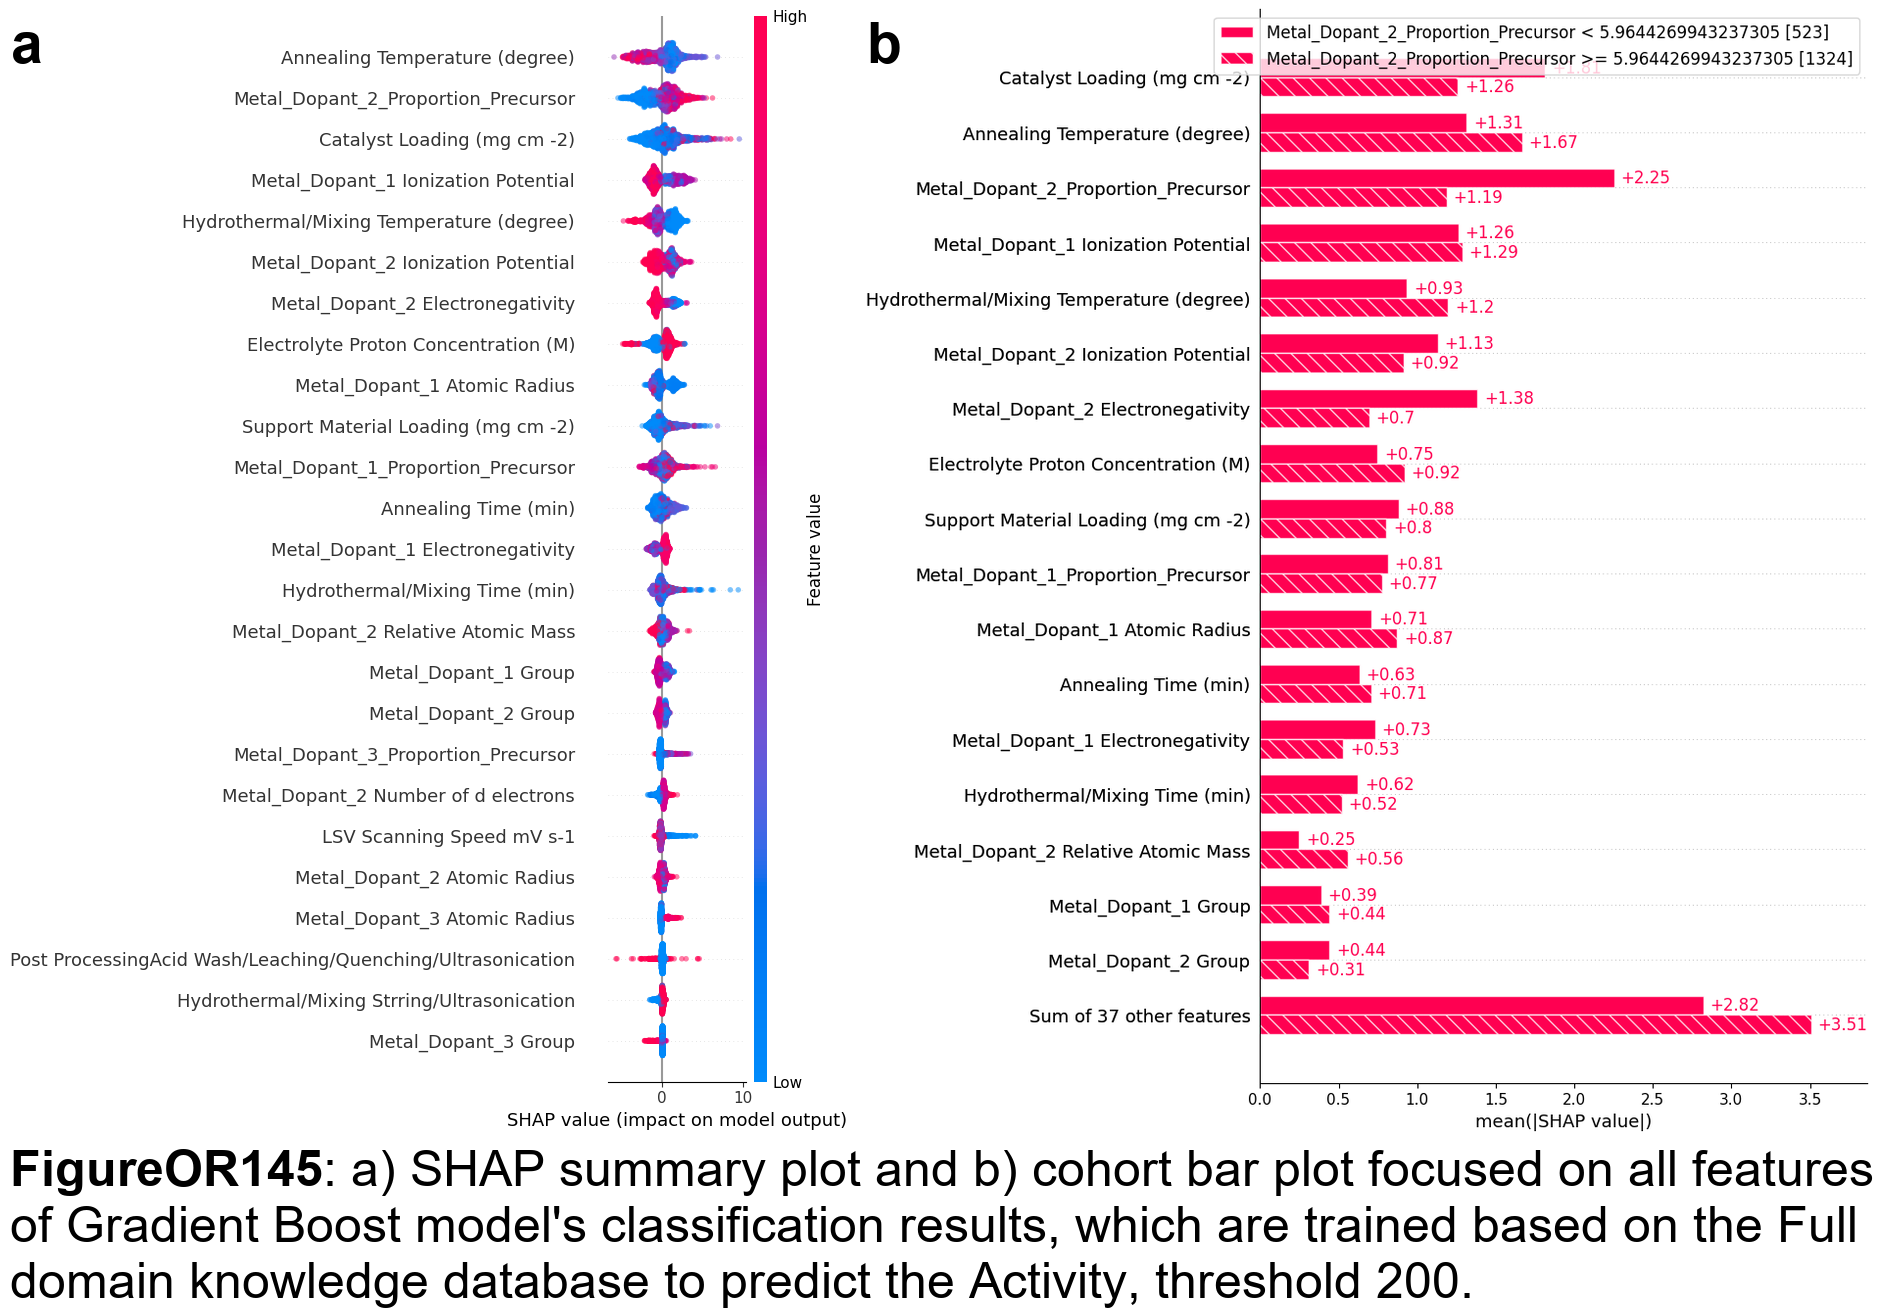 a
Annealing Temperature (degree)
Metal_Dopant_2_Proportion_Precursor
Catalyst Loading (mg cm -2)
Metal_Dopant_1 Ionization Potential
Hydrothermal/Mixing Temperature (degree)
Metal_Dopant_2 Ionization Potential
Metal_Dopant_2 Electronegativity
Electrolyte Proton Concentration (M)
Metal_Dopant_1 Atomic Radius
Support Material Loading (mg cm -2)
Metal_Dopant_1_Proportion_Precursor
Annealing Time (min)
Metal_Dopant_1 Electronegativity
Hydrothermal/Mixing Time (min)
Metal_Dopant_2 Relative Atomic Mass
Metal_Dopant_1 Group
Metal_Dopant_2 Group
Metal_Dopant_3_Proportion_Precursor
Metal_Dopant_2 Number of d electrons
LSV Scanning Speed mV s-1
Metal_Dopant_2 Atomic Radius
Metal_Dopant_3 Atomic Radius
Post ProcessingAcid Wash/Leaching/Quenching/Ultrasonication
Hydrothermal/Mixing Strring/Ultrasonication
Metal_Dopant_3 Group
0 10
SHAP value (impact on model output)
High
Feature value
Low
b
Metal_Dopant_2_Proportion_Precursor < 5.9644269943237305 [523]
Metal_Dopant_2_Proportion_Precursor >= 5.9644269943237305 [1324]
Catalyst Loading (mg cm -2) +1.81
+1.26
Annealing Temperature (degree) +1.31
+1.67
Metal_Dopant_2_Proportion_Precursor +2.25
+1.19
Metal_Dopant_1 Ionization Potential +1.26
+1.29
Hydrothermal/Mixing Temperature (degree) +0.93
+1.2
Metal_Dopant_2 Ionization Potential +1.13
+0.92
Metal_Dopant_2 Electronegativity +1.38
+0.7
Electrolyte Proton Concentration (M) +0.75
+0.92
Support Material Loading (mg cm -2) +0.88
+0.8
Metal_Dopant_1_Proportion_Precursor +0.81
+0.77
Metal_Dopant_1 Atomic Radius +0.71
+0.87
Annealing Time (min) +0.63
+0.71
Metal_Dopant_1 Electronegativity +0.73
+0.53
Hydrothermal/Mixing Time (min) +0.62
+0.52
Metal_Dopant_2 Relative Atomic Mass +0.25
+0.56
Metal_Dopant_1 Group +0.39
+0.44
Metal_Dopant_2 Group +0.44
+0.31
Sum of 37 other features +2.82
+3.51
0.0 0.5 1.0 1.5 2.0 2.5 3.0 3.5
mean(|SHAP value|)
FigureOR145: a) SHAP summary plot and b) cohort bar plot focused on all features
of Gradient Boost model's classification results, which are trained based on the Full
domain knowledge database to predict the Activity, threshold 200.